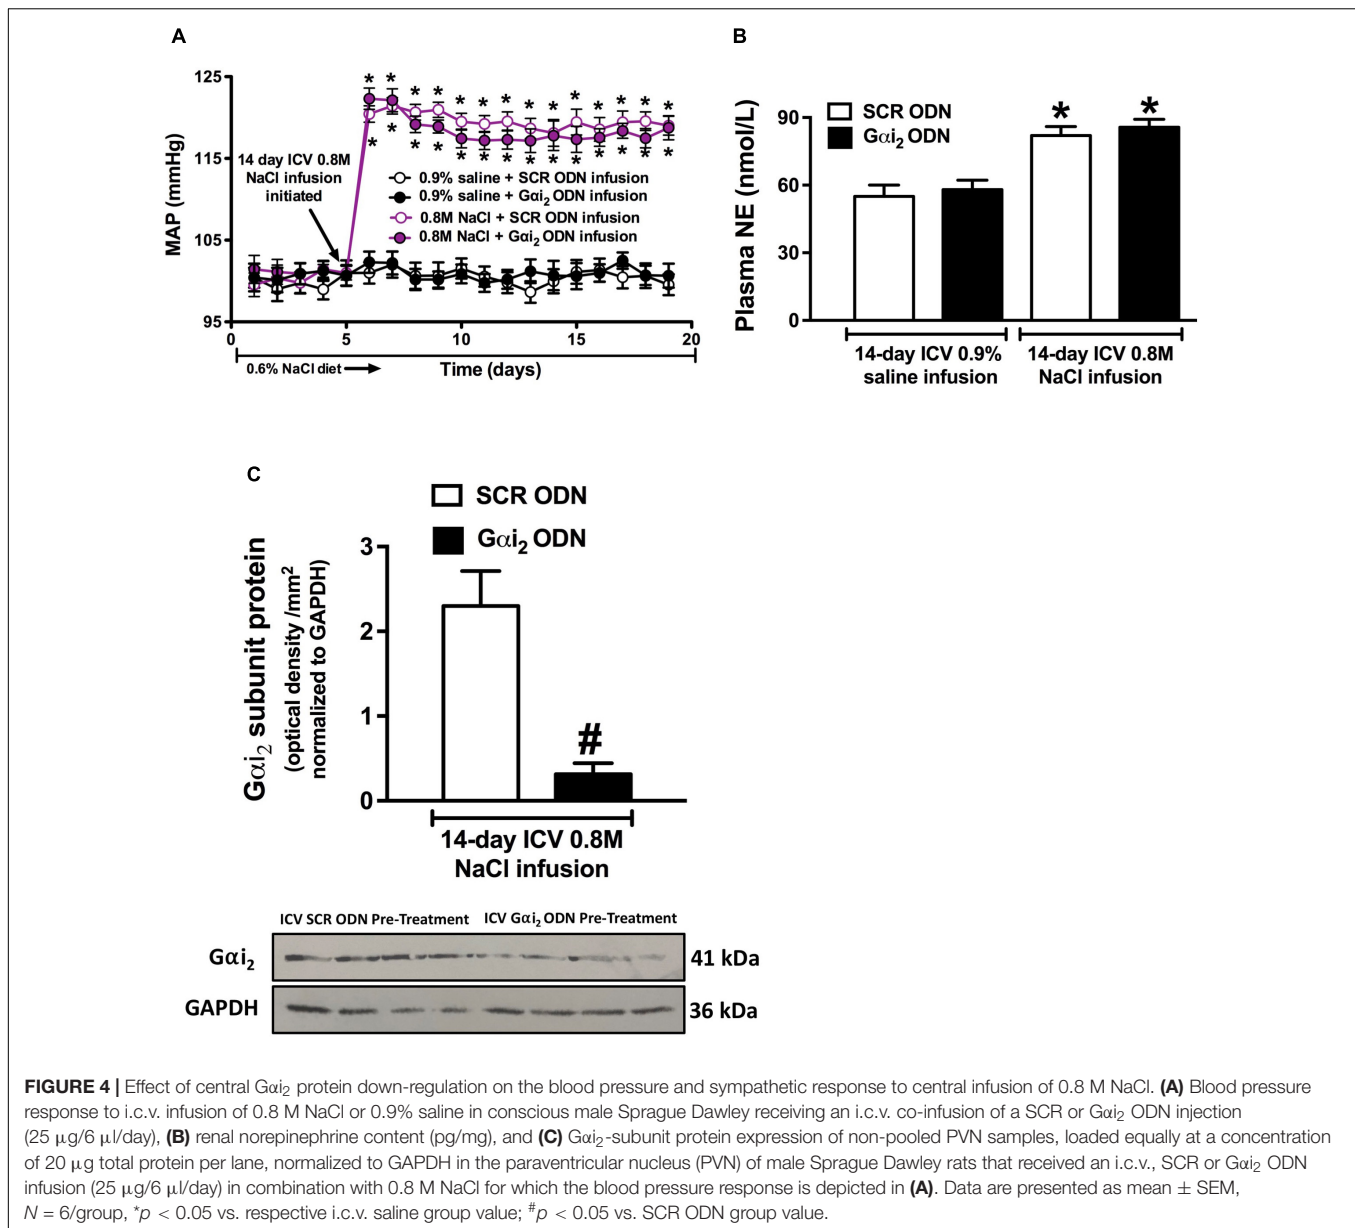 A
125
115
105
95
MAP (mmHg)
14 day ICV 0.8M
NaCl infusion
initiated
* * * * * * * * * * * * * *
* * * * * * * * * * * * * *
0.9% saline + SCR ODN infusion
0.9% saline + Gαi2 ODN infusion
0.8M NaCl + SCR ODN infusion
0.8M NaCl + Gαi2 ODN infusion
0 5 10 15 20
0.6% NaCl diet
Time (days)
B
SCR ODN
Gαi2 ODN
* *
Plasma NE (nmol/L)
90
60
30
0
14-day ICV 0.9%
saline infusion
14-day ICV 0.8M
NaCl infusion
C
SCR ODN
Gαi2 ODN
Gαi2 subunit protein
(optical density /mm2
normalized to GAPDH)
3
2
1
0
#
14-day ICV 0.8M
NaCl infusion
ICV SCR ODN Pre-Treatment ICV Gαi2 ODN Pre-Treatment
Gαi2 41 kDa
GAPDH 36 kDa
FIGURE 4 | Effect of central Gαi2 protein down-regulation on the blood pressure and sympathetic response to central infusion of 0.8 M NaCl. (A) Blood pressure
response to i.c.v. infusion of 0.8 M NaCl or 0.9% saline in conscious male Sprague Dawley receiving an i.c.v. co-infusion of a SCR or Gαi2 ODN injection
(25 μg/6 μl/day), (B) renal norepinephrine content (pg/mg), and (C) Gαi2-subunit protein expression of non-pooled PVN samples, loaded equally at a concentration
of 20 μg total protein per lane, normalized to GAPDH in the paraventricular nucleus (PVN) of male Sprague Dawley rats that received an i.c.v., SCR or Gαi2 ODN
infusion (25 μg/6 μl/day) in combination with 0.8 M NaCl for which the blood pressure response is depicted in (A). Data are presented as mean ± SEM,
N = 6/group, *p < 0.05 vs. respective i.c.v. saline group value; #p < 0.05 vs. SCR ODN group value.